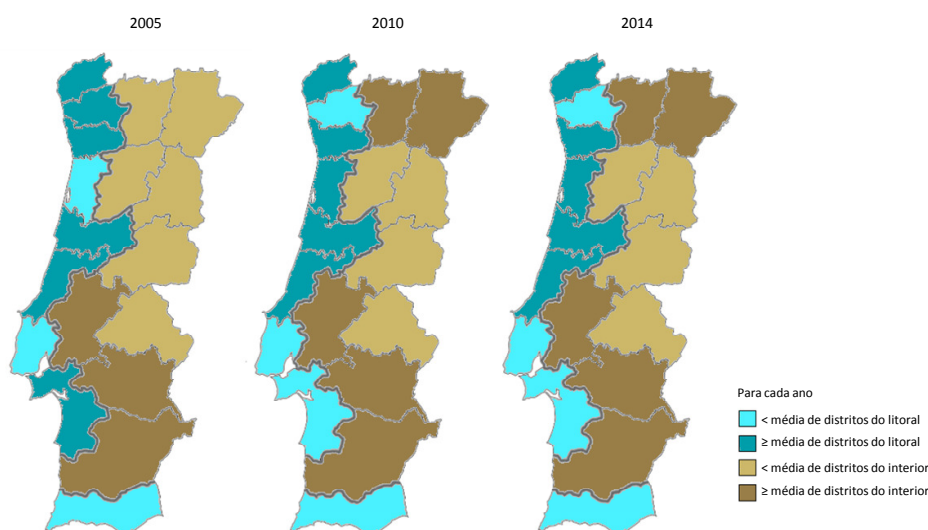 2005
2010
2014
Para cada ano
< média de distritos do litoral
≥ média de distritos do litoral
< média de distritos do interior
≥ média de distritos do interior